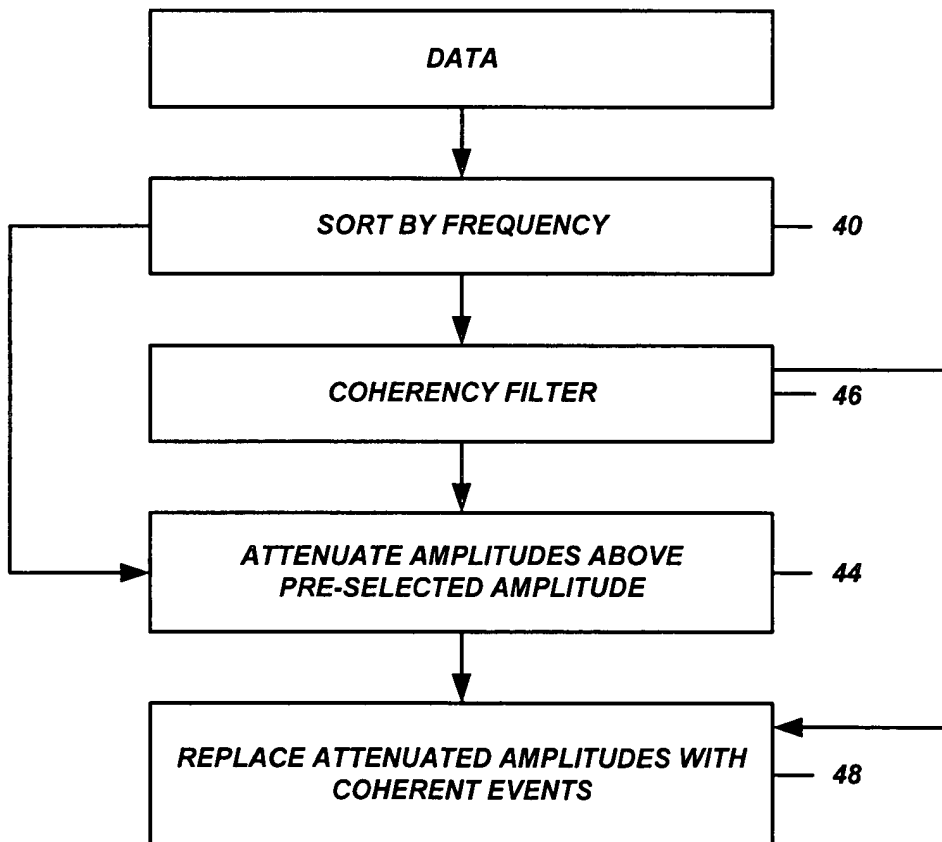 DATA
SORT BY FREQUENCY
40
COHERENCY FILTER
46
ATTENUATE AMPLITUDES ABOVE
PRE-SELECTED AMPLITUDE
44
REPLACE ATTENUATED AMPLITUDES WITH
COHERENT EVENTS
48